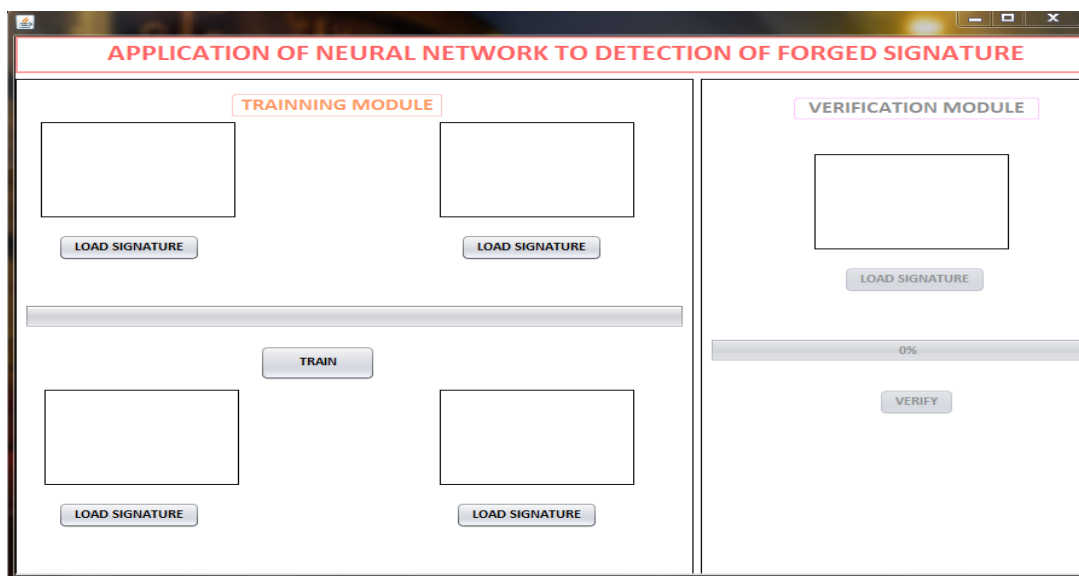 APPLICATION OF NEURAL NETWORK TO DETECTION OF FORGED SIGNATURE
TRAINNING MODULE
LOAD SIGNATURE
LOAD SIGNATURE
TRAIN
LOAD SIGNATURE
LOAD SIGNATURE
VERIFICATION MODULE
LOAD SIGNATURE
0%
VERIFY